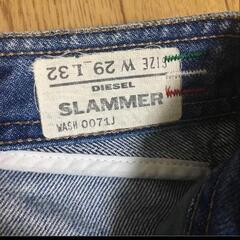 SIZE W 29 L 32
DIESEL
SLAMMER
WASH 0071J